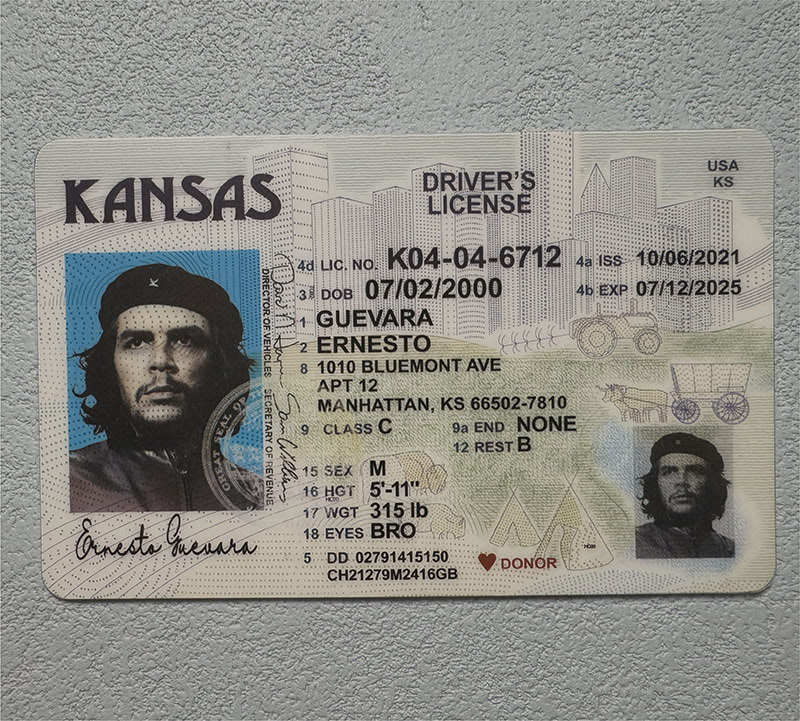 KANSAS
DRIVER'S
LICENSE
USA
KS
4d LIC. NO. K04-04-6712
4a ISS 10/06/2021
3 DOB 07/02/2000
4b EXP 07/12/2025
1 GUEVARA
2 ERNESTO
8 1010 BLUEMONT AVE
APT 12
MANHATTAN, KS 66502-7810
9 CLASS C
9a END NONE
12 REST B
15 SEX M
16 HGT 5'-11"
17 WGT 315 lb
18 EYES BRO
5 DD 02791415150
CH21279M2416GB
DONOR
DIRECTOR OF VEHICLES
SECRETARY OF REVENUE
GREAT SEAL OF
Ernesto Guevara